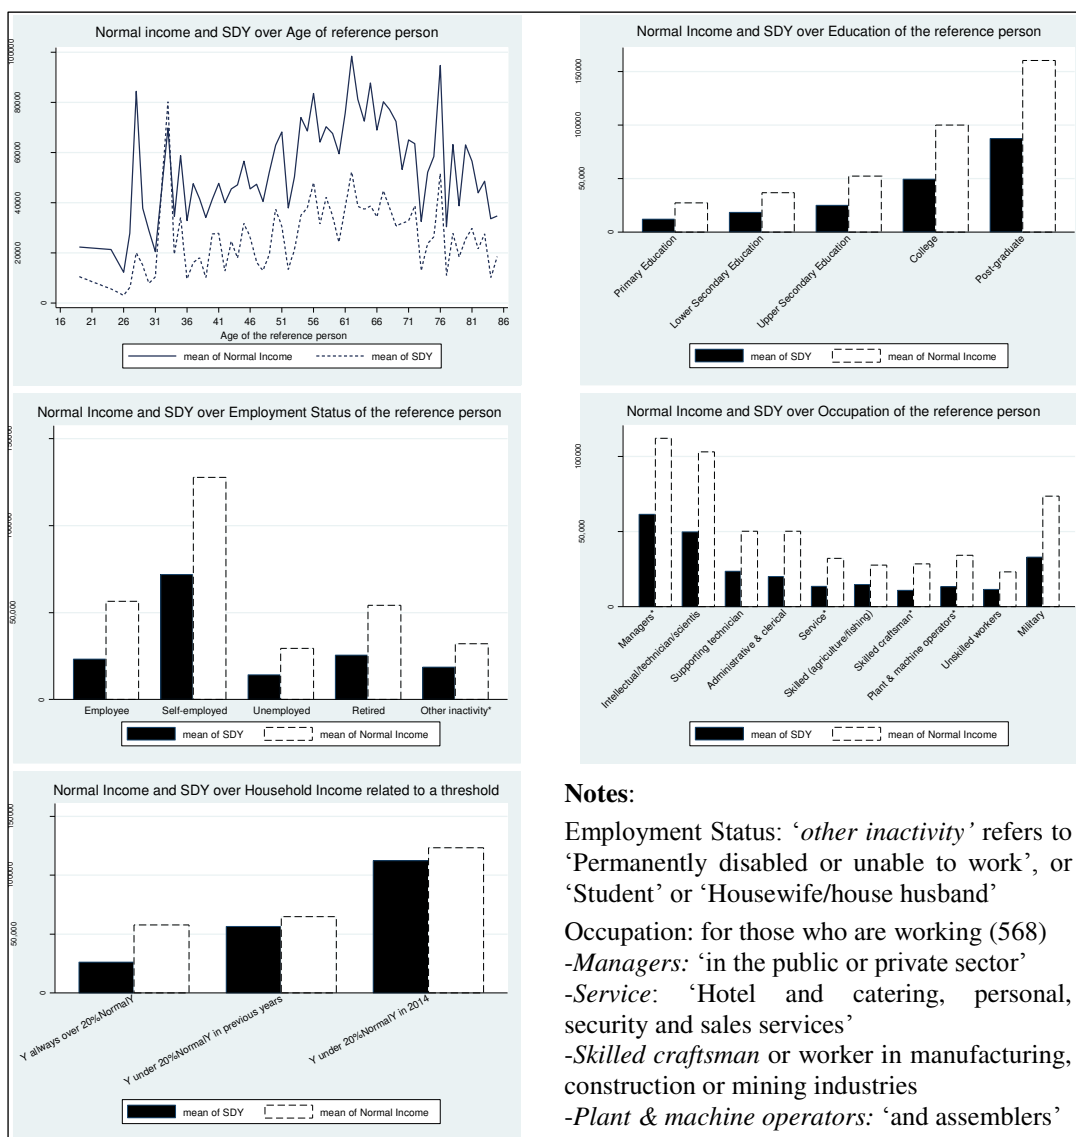 Normal income and SDY over Age of reference person
100000
80000
60000
40000
20000
0
16 21 26 31 36 41 46 51 56 61 66 71 76 81 86
Age of the reference person
mean of Normal Income mean of SDY
Normal Income and SDY over Education of the reference person
150000
100000
50,000
0
Primary Education
Lower Secondary Education
Upper Secondary Education
College
Post-graduate
mean of SDY mean of Normal Income
Normal Income and SDY over Employment Status of the reference person
150000
100000
50,000
0
Employee Self-employed Unemployed Retired Other inactivity*
mean of SDY mean of Normal Income
Normal Income and SDY over Occupation of the reference person
100000
50,000
0
Managers*
Intellectual/technician/scientis
Supporting technician
Administrative & clerical
Service*
Skilled (agriculture/fishing)
Skilled craftsman*
Plant & machine operators*
Unskilled workers
Military
mean of SDY mean of Normal Income
Normal Income and SDY over Household Income related to a threshold
150000
100000
50,000
0
Y allways over 20%NormalY
Y under 20%NormalY in previous years
Y under 20%NormalY in 2014
mean of SDY mean of Normal Income
Notes:
Employment Status: ‘other inactivity’ refers to
‘Permanently disabled or unable to work’, or
‘Student’ or ‘Housewife/house husband’
Occupation: for those who are working (568)
-Managers: ‘in the public or private sector’
-Service: ‘Hotel and catering, personal,
security and sales services’
-Skilled craftsman or worker in manufacturing,
construction or mining industries
-Plant & machine operators: ‘and assemblers’